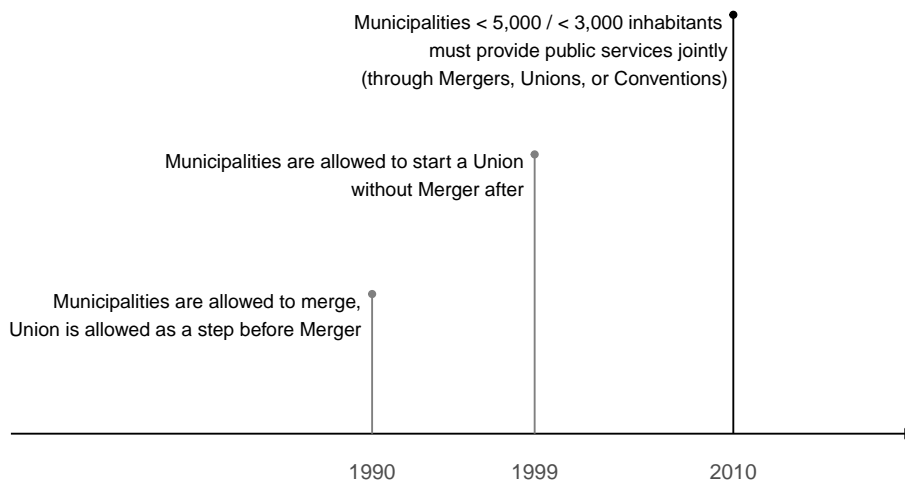 Municipalities < 5,000 / < 3,000 inhabitants
must provide public services jointly
(through Mergers, Unions, or Conventions)
Municipalities are allowed to start a Union
without Merger after
Municipalities are allowed to merge,
Union is allowed as a step before Merger
1990
1999
2010